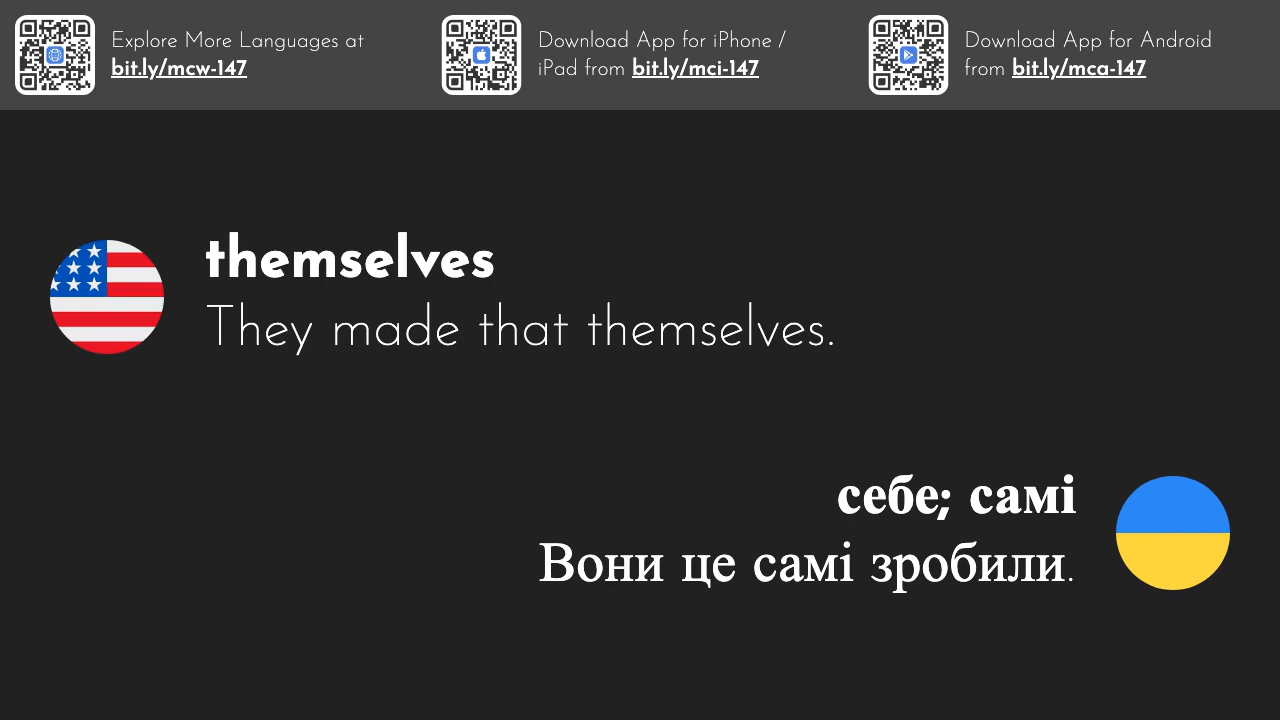 Explore More Languages at
bit.ly/mcw-147
Download App for iPhone /
iPad from bit.ly/mci-147
Download App for Android
from bit.ly/mca-147
themselves
They made that themselves.
себе; самі
Вони це самі зробили.